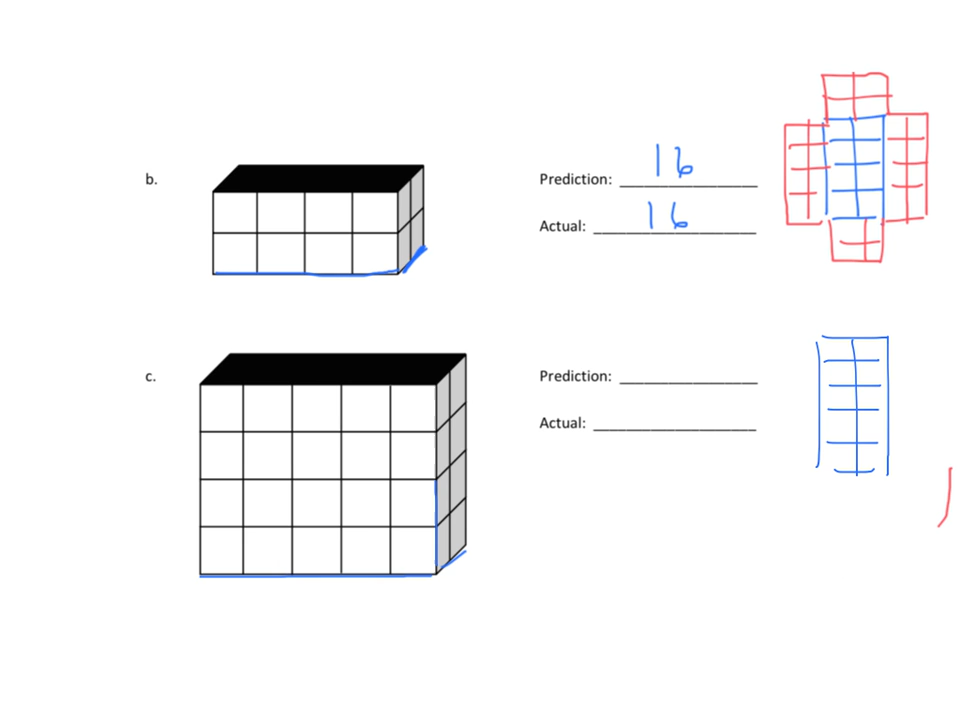 b.
Prediction: 16
Actual: 16
c.
Prediction:
Actual: